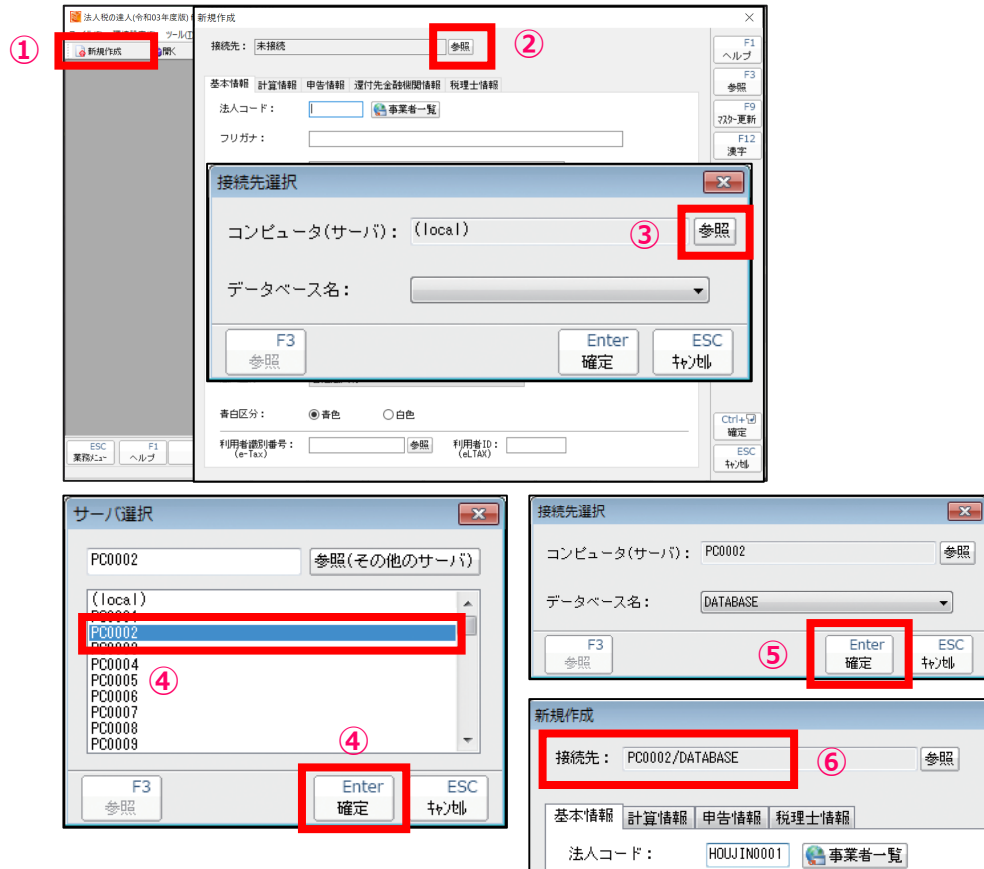 法人税の達人(令和03年度版)
新規作成
①
新規作成
開く
接続先： 未接続 参照
②
F1
ヘルプ
F3
参照
F9
ﾏｽﾀｰ更新
F12
漢字
基本情報 計算情報 申告情報 還付先金融機関情報 税理士情報
法人コード： 事業者一覧
フリガナ：
接続先選択
コンピュータ(サーバ)： (local) ③ 参照
データベース名：
F3
参照
Enter
確定
ESC
ｷｬﾝｾﾙ
青白区分： 青色 白色
利用者識別番号：
(e-Tax)
参照
利用者ID：
(eLTAX)
Ctrl+
確定
ESC
ｷｬﾝｾﾙ
ESC
業務ﾒﾆｭｰ
F1
ヘルプ
サーバ選択
PC0002 参照(その他のサーバ)
(local)
PC0002
PC0004
PC0005
④
PC0006
PC0007
PC0008
PC0009
④
F3
参照
Enter
確定
ESC
ｷｬﾝｾﾙ
接続先選択
コンピュータ(サーバ)： PC0002 参照
データベース名： DATABASE
F3
参照
⑤
Enter
確定
ESC
ｷｬﾝｾﾙ
新規作成
接続先： PC0002/DATABASE ⑥ 参照
基本情報 計算情報 申告情報 税理士情報
法人コード： HOUJIN0001 事業者一覧